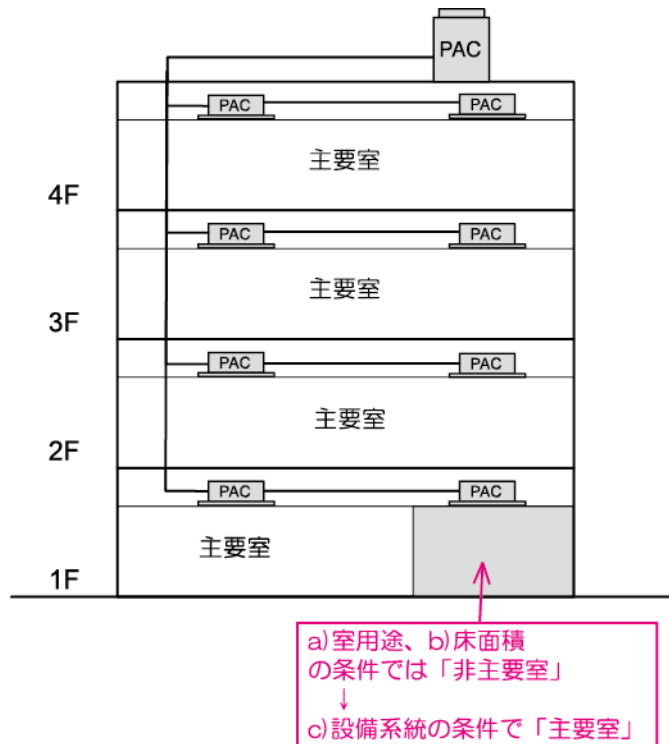 PAC
PAC PAC
主要室
4F
PAC PAC
主要室
3F
PAC PAC
主要室
2F
PAC PAC
主要室
1F
a)室用途、b)床面積
の条件では「非主要室」
↓
c)設備系統の条件で「主要室」